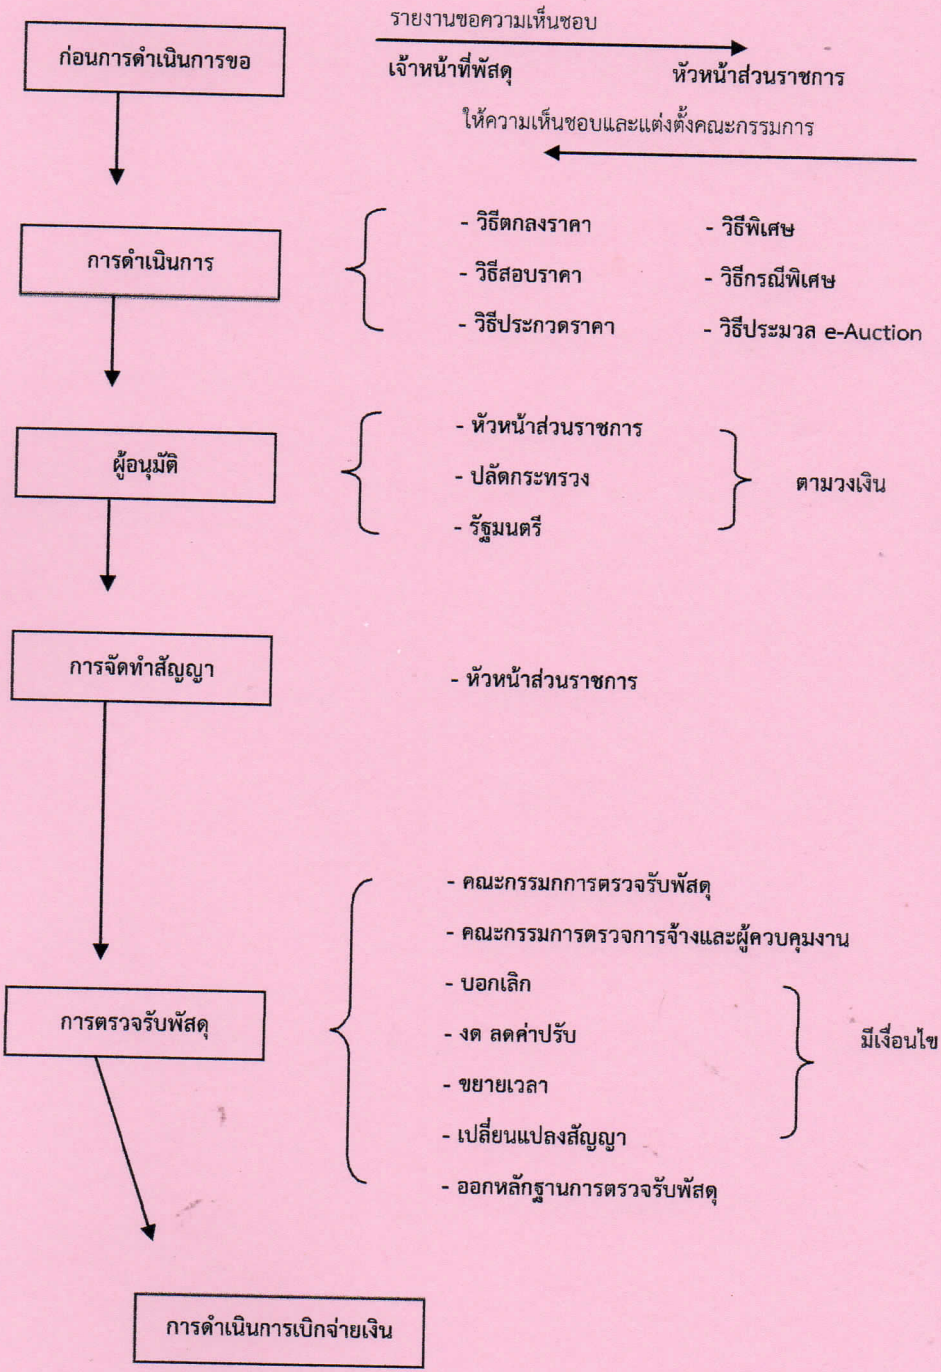 รายงานขอความเห็นชอบ
ก่อนการดำเนินการขอ
เจ้าหน้าที่พัสดุ หัวหน้าส่วนราชการ
ให้ความเห็นชอบและแต่งตั้งคณะกรรมการ
การดำเนินการ
- วิธีตกลงราคา - วิธีพิเศษ
- วิธีสอบราคา - วิธีกรณีพิเศษ
- วิธีประกวดราคา - วิธีประมวล e-Auction
ผู้อนุมัติ
- หัวหน้าส่วนราชการ
- ปลัดกระทรวง
- รัฐมนตรี
ตามวงเงิน
การจัดทำสัญญา
- หัวหน้าส่วนราชการ
การตรวจรับพัสดุ
- คณะกรรมกการตรวจรับพัสดุ
- คณะกรรมการตรวจการจ้างและผู้ควบคุมงาน
- บอกเลิก
- งด ลดค่าปรับ
- ขยายเวลา
- เปลี่ยนแปลงสัญญา
- ออกหลักฐานการตรวจรับพัสดุ
มีเงื่อนไข
การดำเนินการเบิกจ่ายเงิน